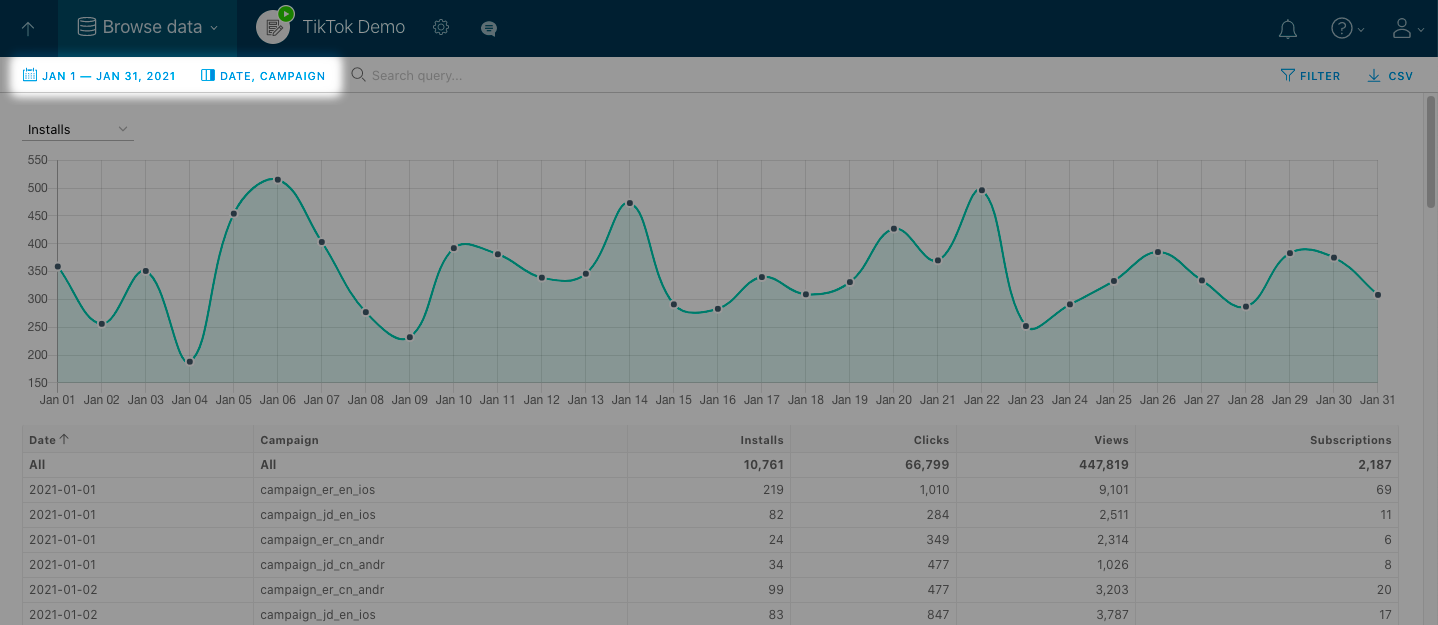 Browse data TikTok Demo
JAN 1 — JAN 31, 2021 DATE, CAMPAIGN Search query... FILTER CSV
Installs
550
500
450
400
350
300
250
200
150
Jan 01 Jan 02 Jan 03 Jan 04 Jan 05 Jan 06 Jan 07 Jan 08 Jan 09 Jan 10 Jan 11 Jan 12 Jan 13 Jan 14 Jan 15 Jan 16 Jan 17 Jan 18 Jan 19 Jan 20 Jan 21 Jan 22 Jan 23 Jan 24 Jan 25 Jan 26 Jan 27 Jan 28 Jan 29 Jan 30 Jan 31
Date Campaign Installs Clicks Views Subscriptions
All All 10,761 66,799 447,819 2,187
2021-01-01 campaign_er_en_ios 219 1,010 9,101 69
2021-01-01 campaign_jd_en_ios 82 284 2,511 11
2021-01-01 campaign_er_cn_andr 24 349 2,314 6
2021-01-01 campaign_jd_cn_andr 34 477 1,026 8
2021-01-02 campaign_er_cn_andr 99 477 3,203 20
2021-01-02 campaign_jd_en_ios 83 847 3,787 17